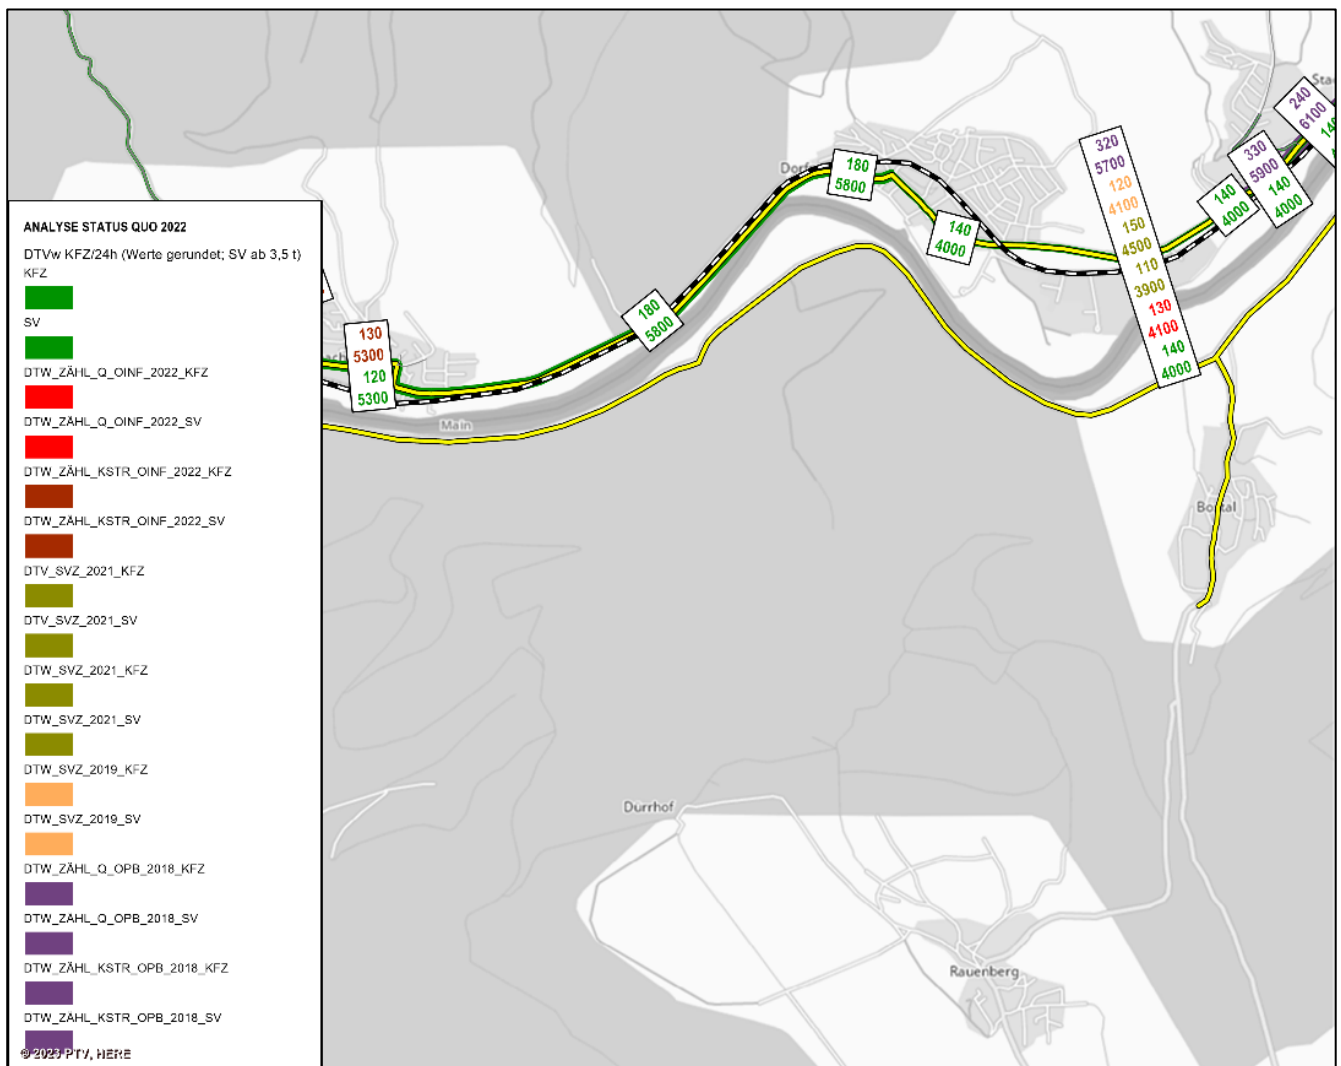 ANALYSE STATUS QUO 2022
DTVw KFZ/24h (Werte gerundet; SV ab 3,5 t)
KFZ
SV
DTW_ZÄHL_Q_OINF_2022_KFZ
DTW_ZÄHL_Q_OINF_2022_SV
DTW_ZÄHL_KSTR_OINF_2022_KFZ
DTW_ZÄHL_KSTR_OINF_2022_SV
DTV_SVZ_2021_KFZ
DTV_SVZ_2021_SV
DTW_SVZ_2021_KFZ
DTW_SVZ_2021_SV
DTW_SVZ_2019_KFZ
DTW_SVZ_2019_SV
DTW_ZÄHL_Q_OPB_2018_KFZ
DTW_ZÄHL_Q_OPB_2018_SV
DTW_ZÄHL_KSTR_OPB_2018_KFZ
DTW_ZÄHL_KSTR_OPB_2018_SV
© 2023 PTV, HERE
130
5300
120
5300
Main
180
5800
180
5800
140
4000
320
5700
120
4100
150
4500
110
3900
130
4100
140
4000
140
4000
330
5900
140
4000
240
6100
140
Dürrhof
Rauenberg